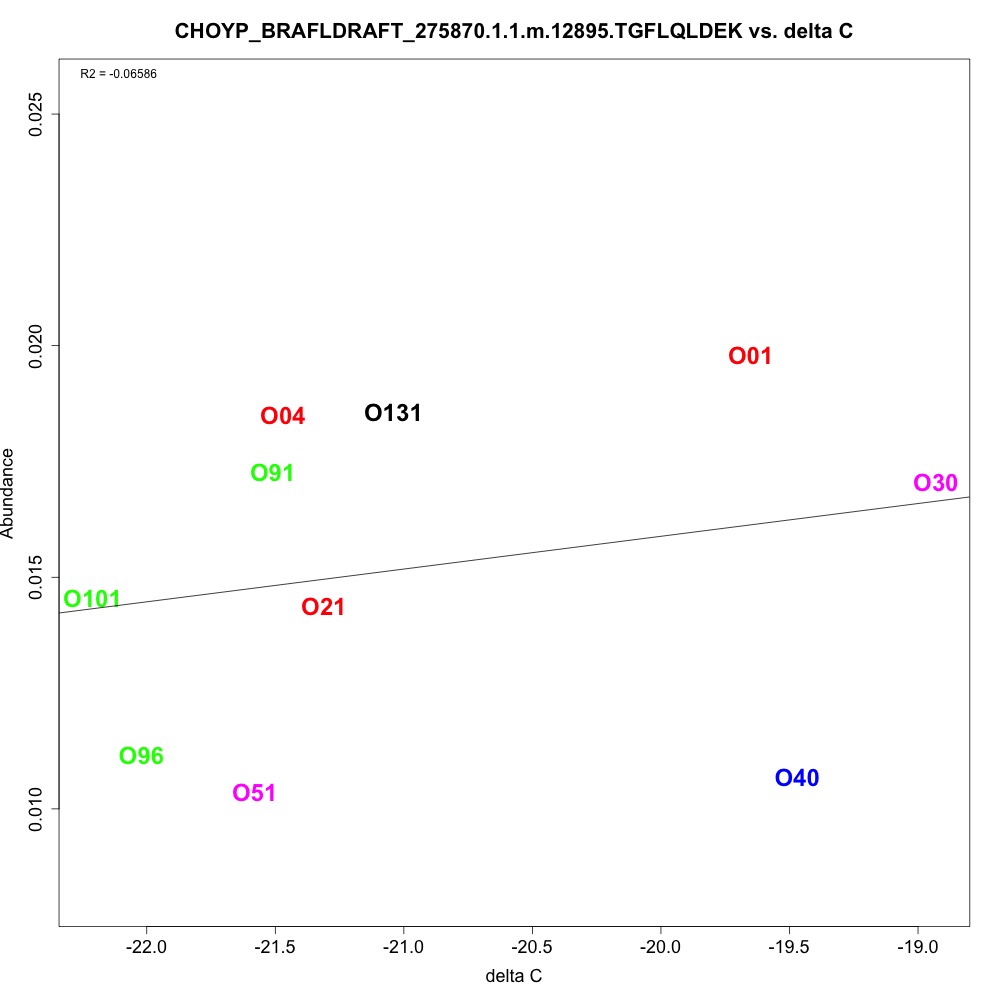 CHOYP_BRAFLDRAFT_275870.1.1.m.12895.TGFLQLDEK vs. delta C
R2 = -0.06586
0.025
0.020
0.015
0.010
Abundance
O01
O04
O131
O91
O30
O101
O21
O96
O51
O40
-22.0 -21.5 -21.0 -20.5 -20.0 -19.5 -19.0
delta C